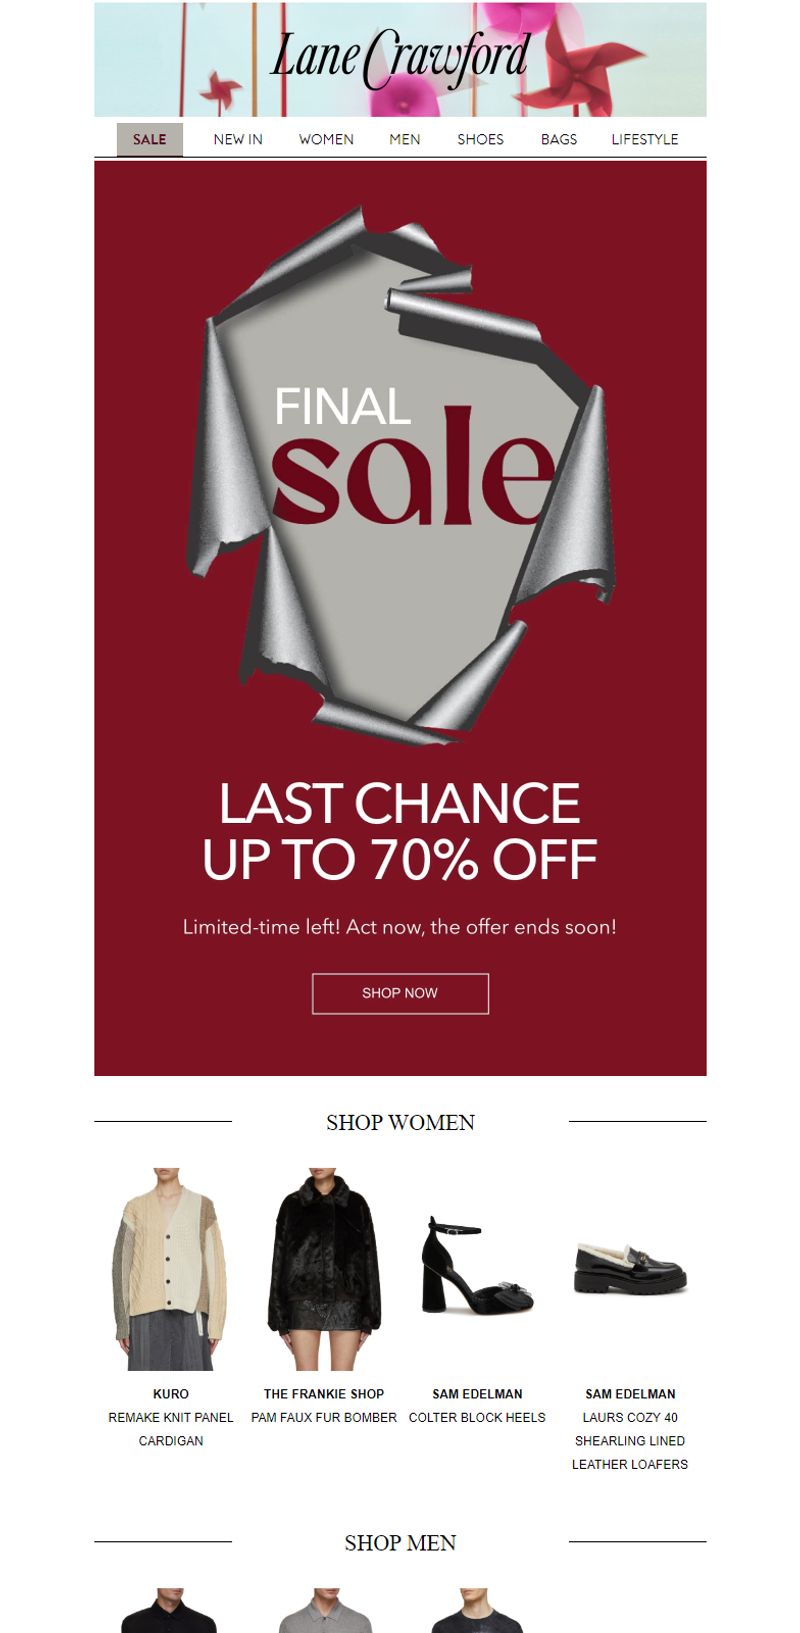 Lane Crawford
SALE NEW IN WOMEN MEN SHOES BAGS LIFESTYLE
FINAL
sale
LAST CHANCE
UP TO 70% OFF
Limited-time left! Act now, the offer ends soon!
SHOP NOW
SHOP WOMEN
KURO
REMAKE KNIT PANEL
CARDIGAN
THE FRANKIE SHOP
PAM FAUX FUR BOMBER
SAM EDELMAN
COLTER BLOCK HEELS
SAM EDELMAN
LAURS COZY 40
SHEARLING LINED
LEATHER LOAFERS
SHOP MEN